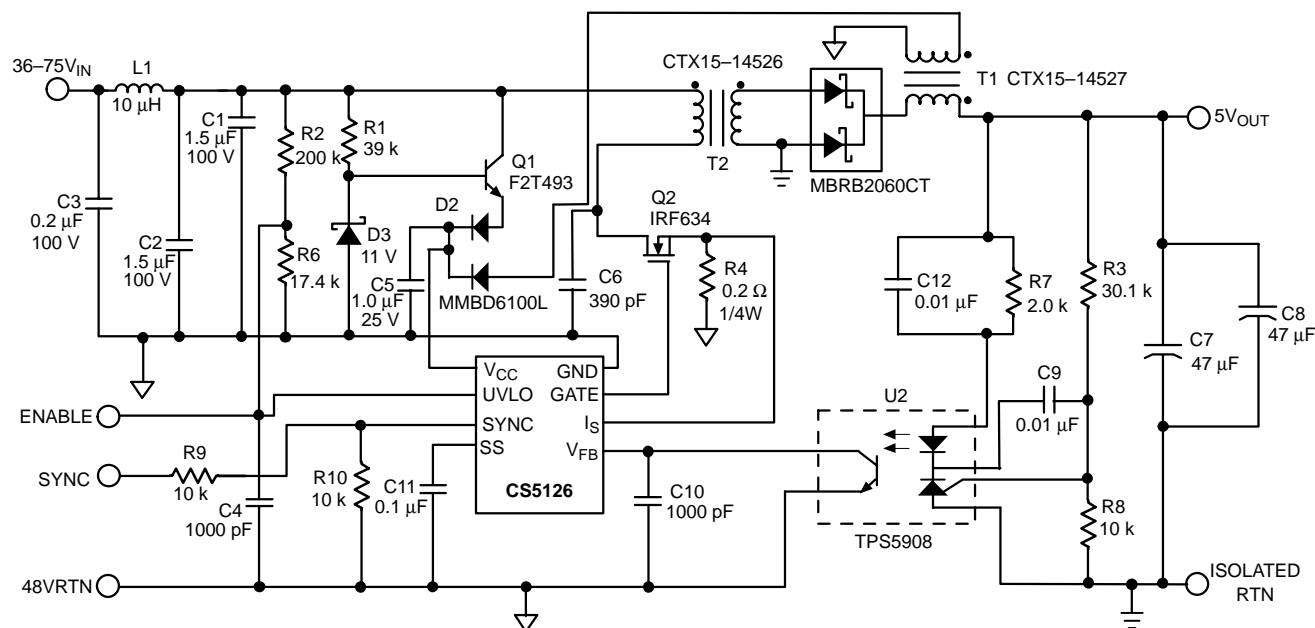 36–75V_IN
L1
10 µH
CTX15–14526
T1 CTX15–14527
C1
1.5 µF
100 V
R2
200 k
R1
39 k
Q1
F2T493
T2
MBRB2060CT
5V_OUT
C3
0.2 µF
100 V
C2
1.5 µF
100 V
R6
17.4 k
D3
11 V
D2
C5
1.0 µF
25 V
MMBD6100L
C6
390 pF
Q2
IRF634
R4
0.2 Ω
1/4W
C12
0.01 µF
R7
2.0 k
R3
30.1 k
C7
47 µF
C8
47 µF
C9
0.01 µF
ENABLE
SYNC
R9
10 k
C4
1000 pF
R10
10 k
C11
0.1 µF
V_CC
UVLO
SYNC
SS
GND
GATE
I_S
V_FB
CS5126
C10
1000 pF
U2
TPS5908
R8
10 k
48VRTN
ISOLATED
RTN